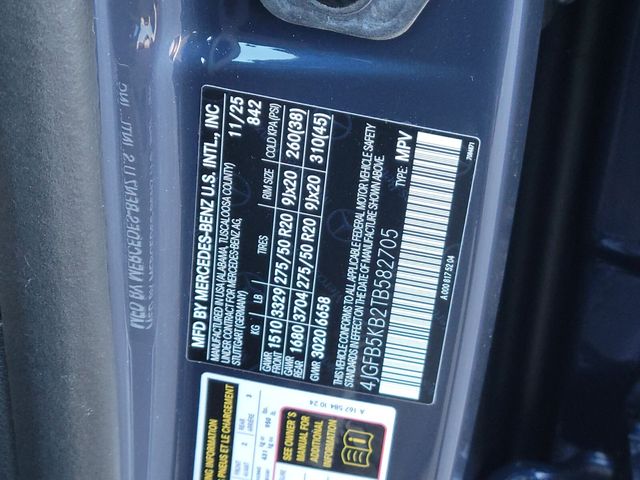 MFD BY MERCEDES-BENZ U.S. INTL., INC
MANUFACTURED IN USA (ALABAMA, TUSCALOOSA COUNTY)
UNDER CONTRACT FOR MERCEDES-BENZ AG,
STUTTGART (GERMANY)
11/25
842
KG LB TIRES RIM SIZE COLD KPA(PSI)
GAWR FRONT 1510 3329 275/50 R20 9Jx20 260(38)
GAWR REAR 1680 3704 275/50 R20 9Jx20 310(45)
GVWR 3020/6658
THIS VEHICLE CONFORMS TO ALL APPLICABLE FEDERAL MOTOR VEHICLE SAFETY
STANDARDS IN EFFECT ON THE DATE OF MANUFACTURE SHOWN ABOVE.
4JGFB5KB2TB582705 TYPE: MPV
A 000 817 52 04
A 167 584 10 24
SEE OWNER'S
MANUAL FOR
ADDITIONAL
INFORMATION